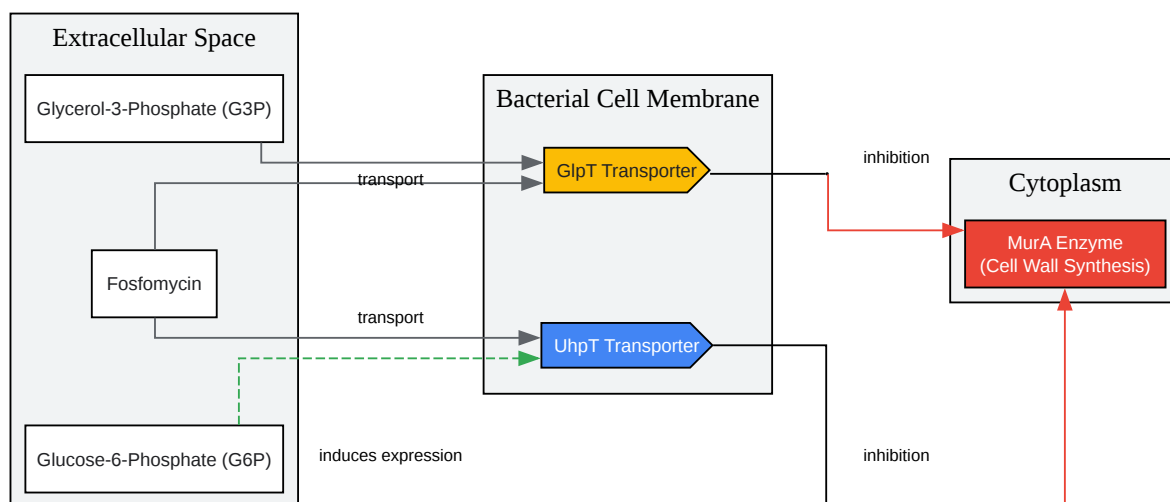 Extracellular Space
Glycerol-3-Phosphate (G3P)
Fosfomycin
Glucose-6-Phosphate (G6P)
transport
transport
induces expression
Bacterial Cell Membrane
GlpT Transporter
UhpT Transporter
inhibition
inhibition
Cytoplasm
MurA Enzyme
(Cell Wall Synthesis)